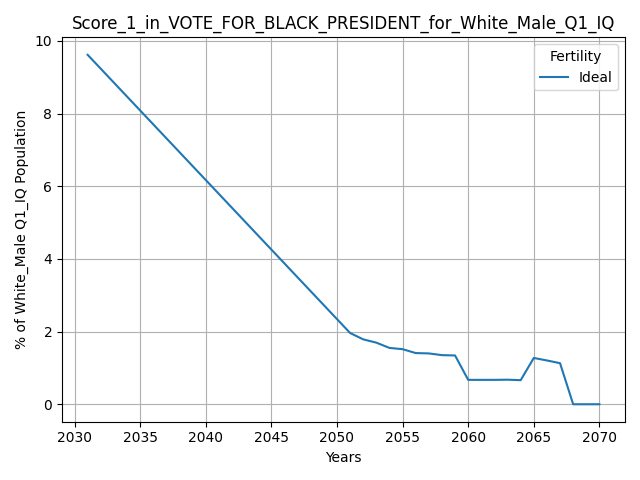 Score_1_in_VOTE_FOR_BLACK_PRESIDENT_for_White_Male_Q1_IQ
Fertility
Ideal
% of White_Male Q1_IQ Population
10
8
6
4
2
0
2030 2035 2040 2045 2050 2055 2060 2065 2070
Years